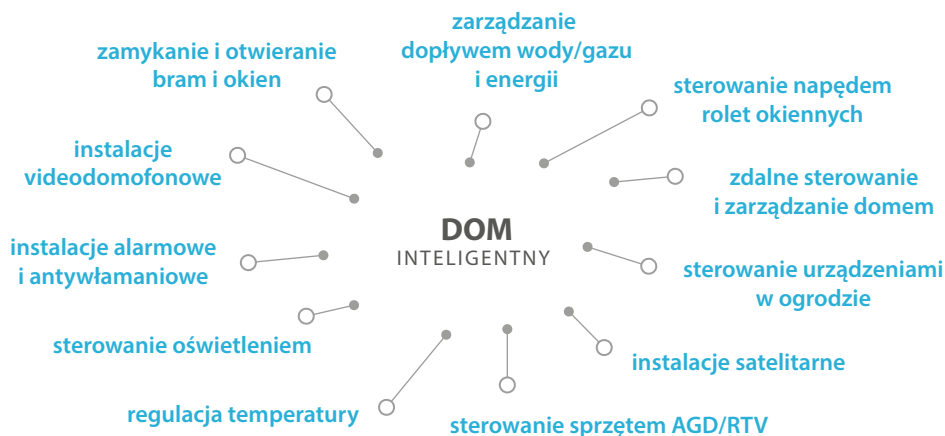 zarządzanie
dopływem wody/gazu
i energii
zamykanie i otwieranie
bram i okien
sterowanie napędem
rolet okiennych
instalacje
videodomofonowe
zdalne sterowanie
i zarządzanie domem
DOM
INTELIGENTNY
instalacje alarmowe
i antywłamaniowe
sterowanie urządzeniami
w ogrodzie
sterowanie oświetleniem
instalacje satelitarne
regulacja temperatury
sterowanie sprzętem AGD/RTV